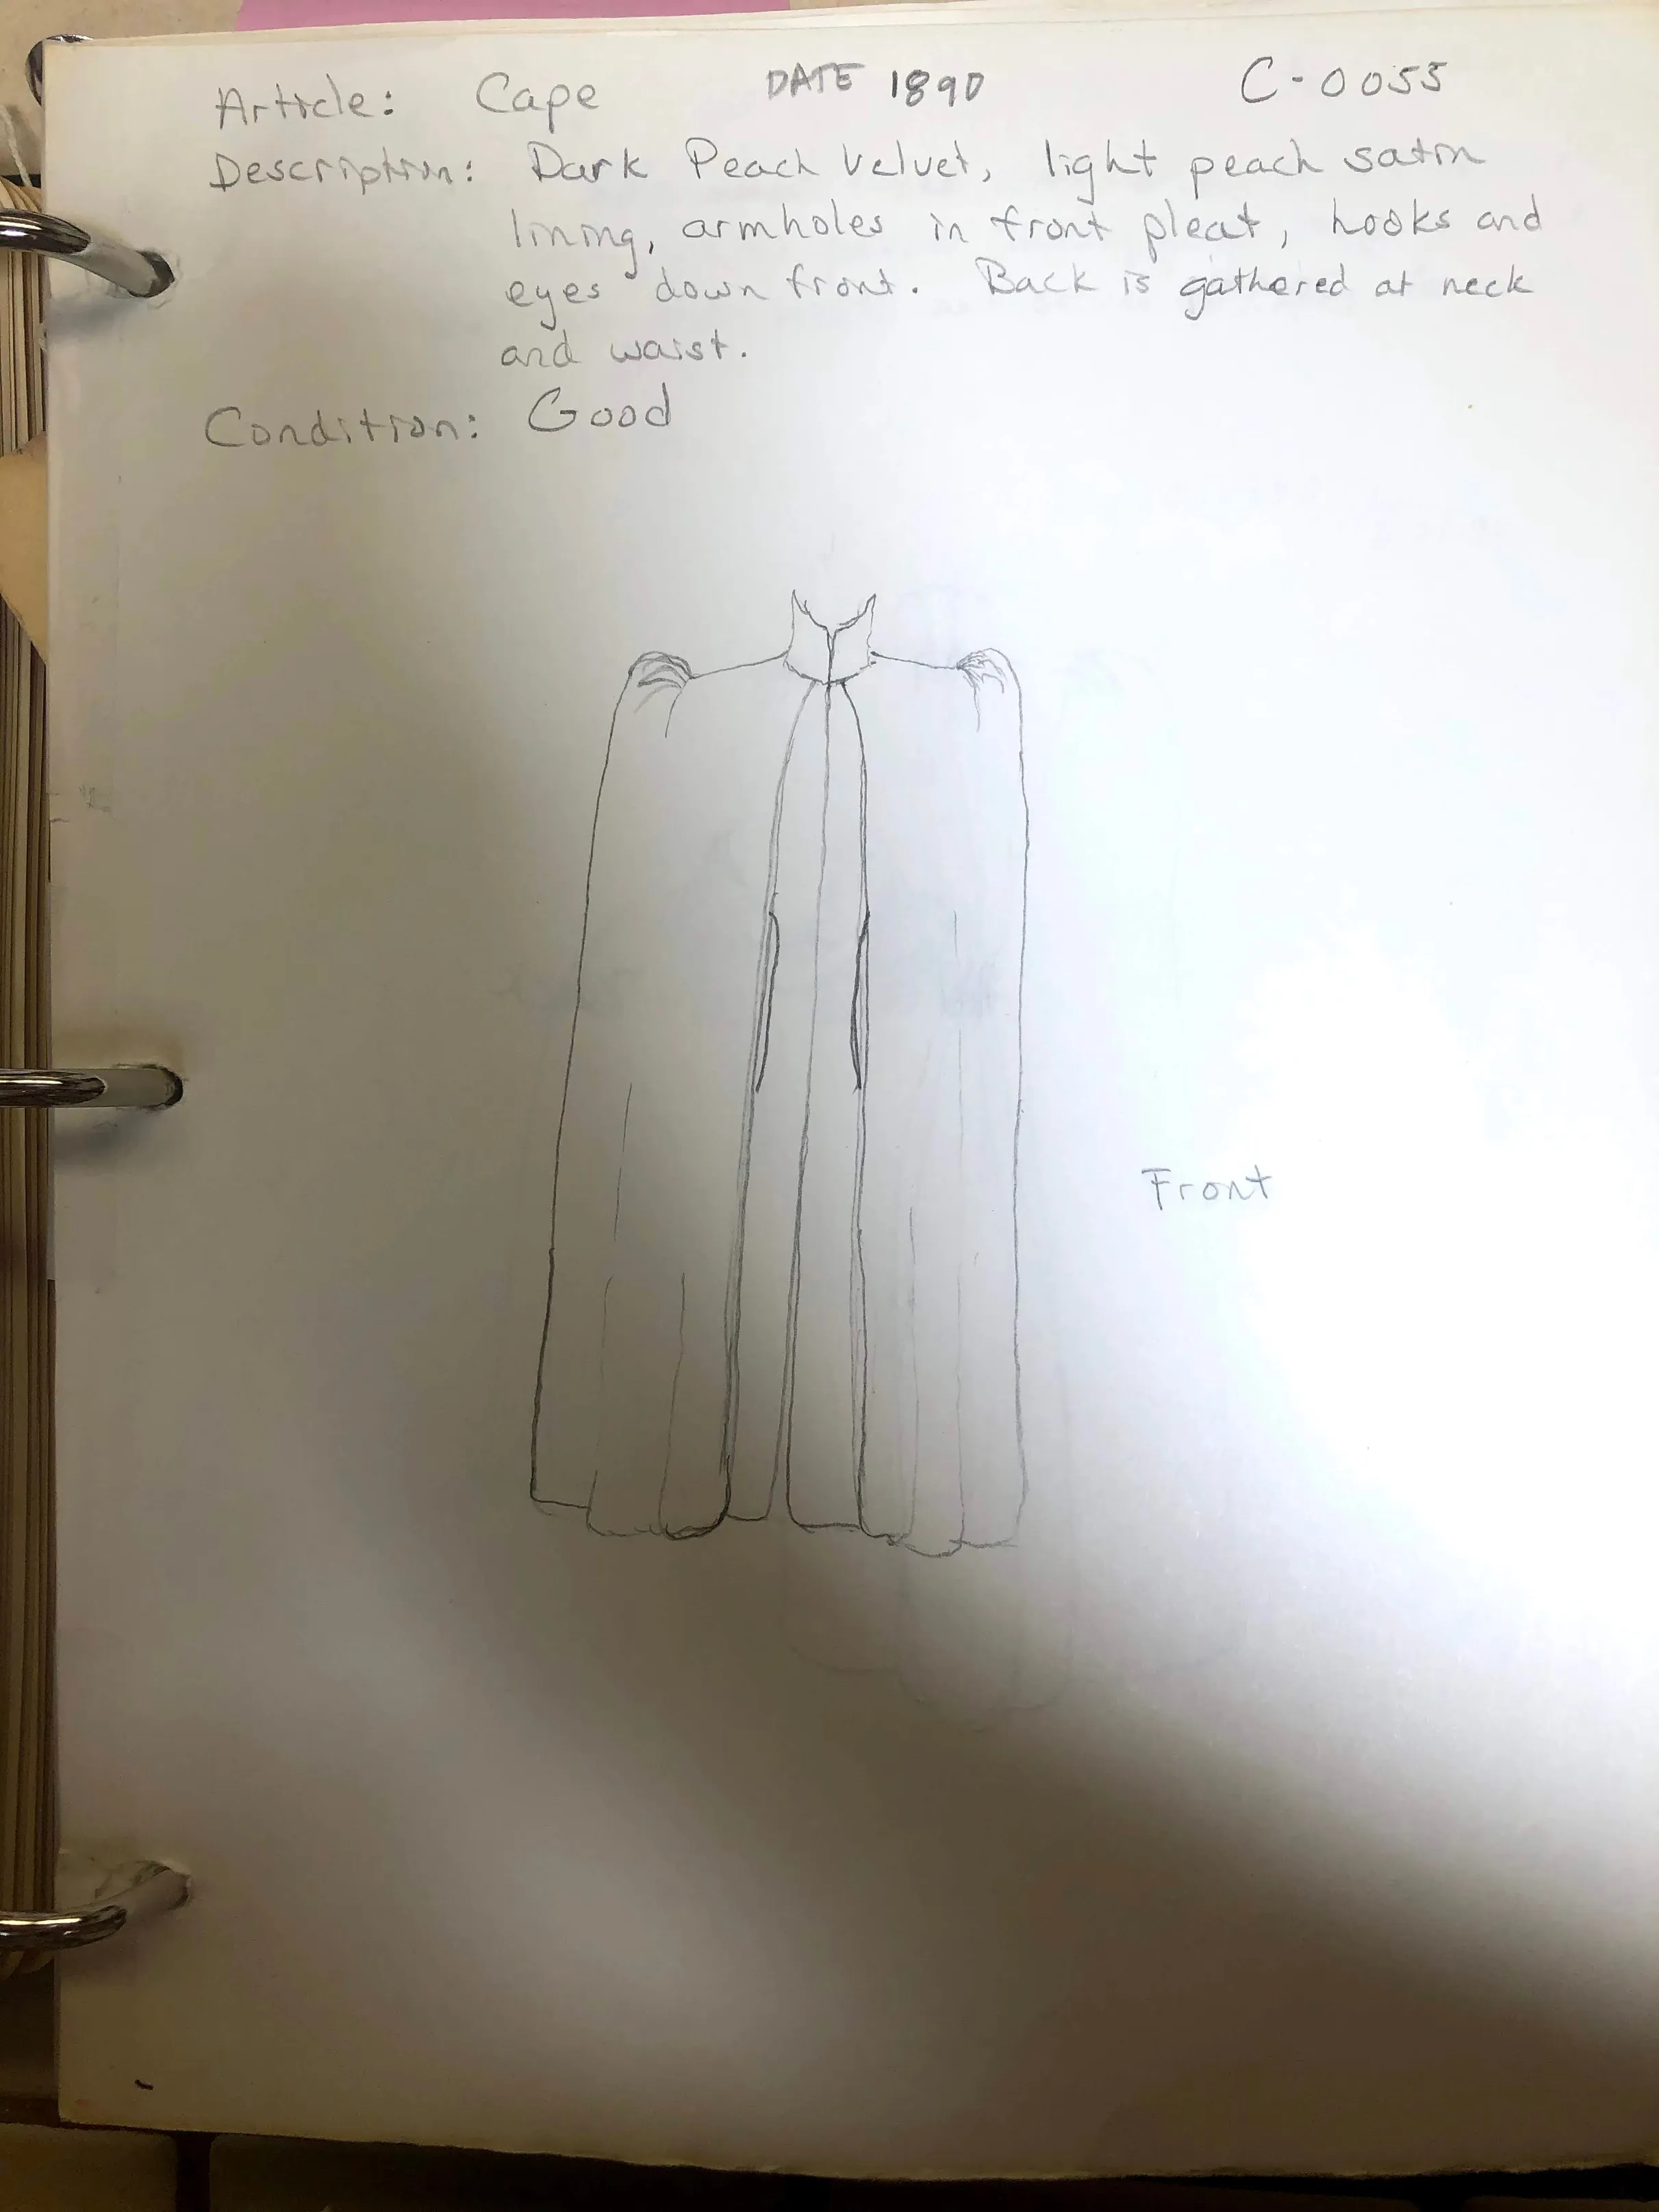 Article: Cape DATE 1890 C-0055
Description: Dark Peach Velvet, light peach satin
lining, armholes in front pleat, hooks and
eyes down front. Back is gathered at neck
and waist.
Condition: Good
Front